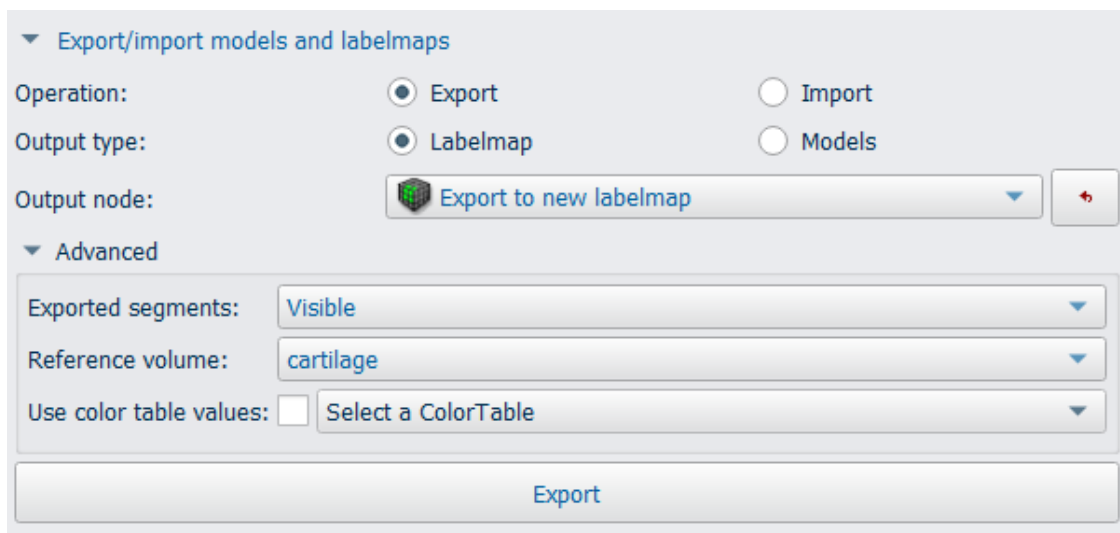 Export/import models and labelmaps
Operation: Export Import
Output type: Labelmap Models
Output node: Export to new labelmap
Advanced
Exported segments: Visible
Reference volume: cartilage
Use color table values: Select a ColorTable
Export